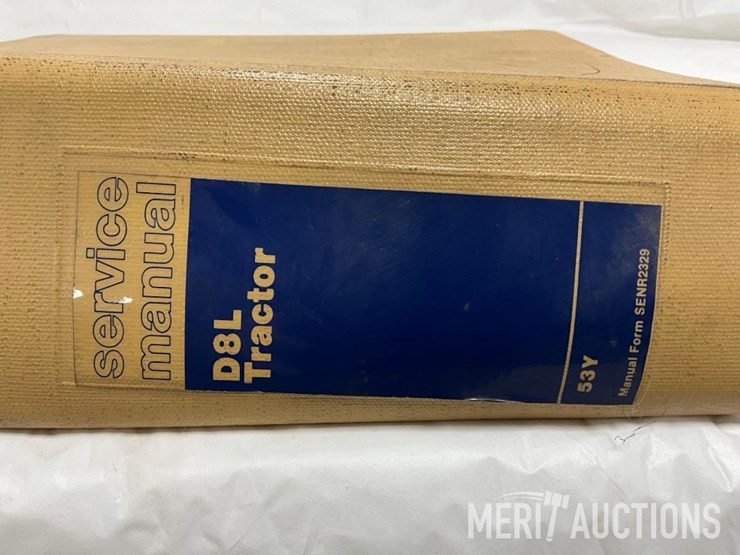 service
manual
D8L
Tractor
53Y
Manual Form SENR2329
MERIT AUCTIONS